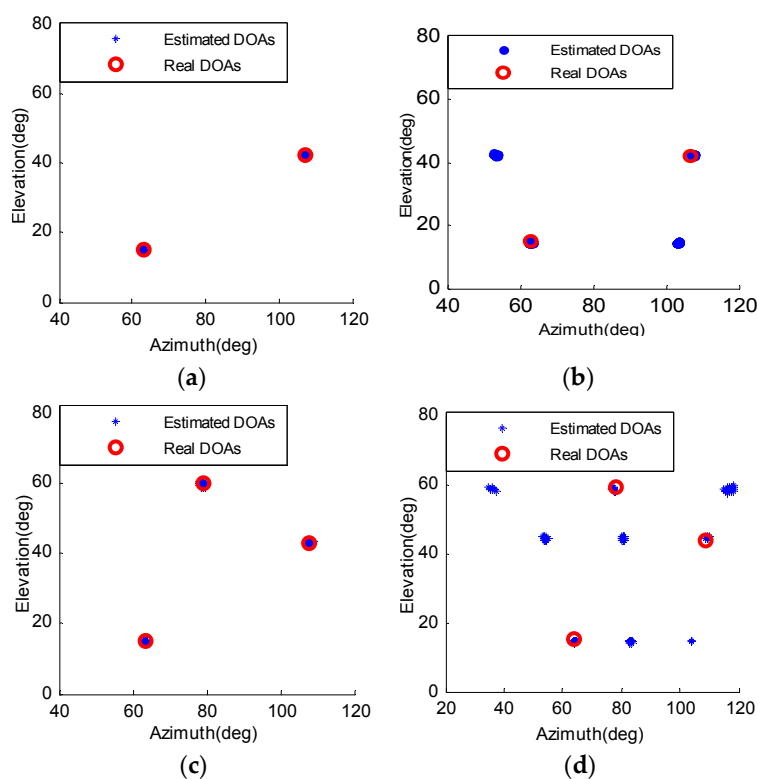 80
Estimated DOAs
Real DOAs
60
40
20
0
Elevation(deg)
40
60
80
100
120
Azimuth(deg)
(a)
80
Estimated DOAs
Real DOAs
60
40
20
0
Elevation(deg)
40
60
80
100
120
Azimuth(deg)
(b)
80
Estimated DOAs
Real DOAs
60
40
20
0
Elevation(deg)
40
60
80
100
120
Azimuth(deg)
(c)
80
Estimated DOAs
Real DOAs
60
40
20
0
Elevation(deg)
20
40
60
80
100
120
Azimuth(deg)
(d)